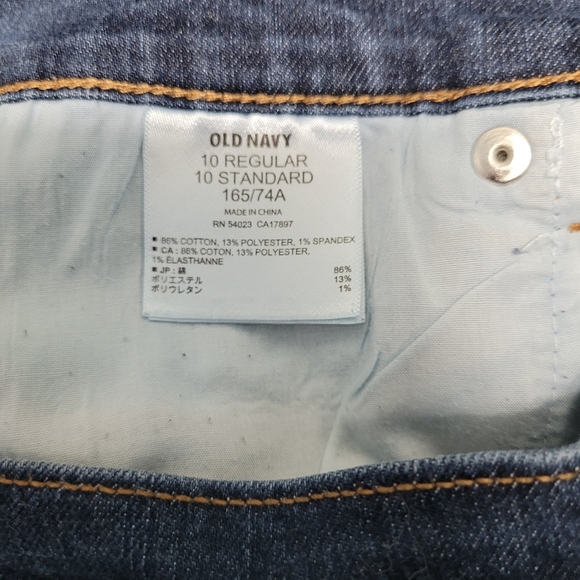 OLD NAVY
10 REGULAR
10 STANDARD
165/74A
MADE IN CHINA
RN 54023 CA17897
▪ 86% COTTON, 13% POLYESTER, 1% SPANDEX
▪ CA : 86% COTON, 13% POLYESTER,
1% ÉLASTHANNE
▪ JP : 綿 86%
ポリエステル 13%
ポリウレタン 1%